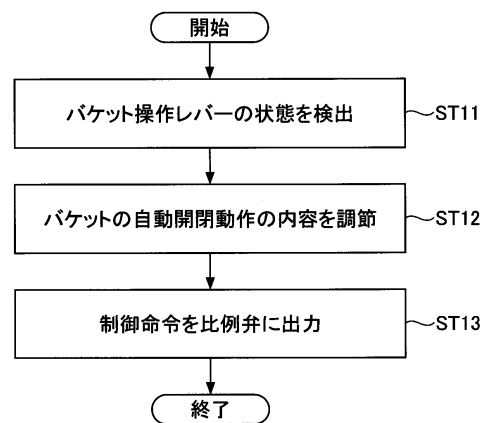 開始
バケット操作レバーの状態を検出
ST11
バケットの自動開閉動作の内容を調節
ST12
制御命令を比例弁に出力
ST13
終了